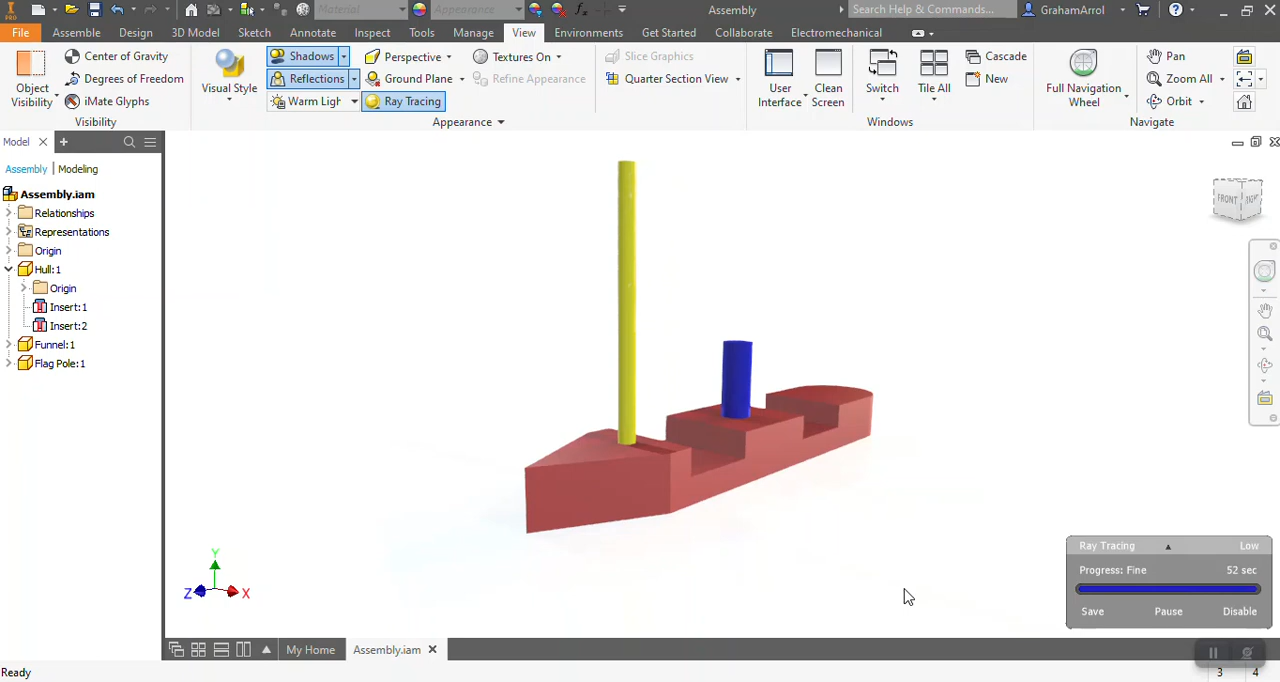 PRO Material Appearance Assembly Search Help & Commands... GrahamArrol
File Assemble Design 3D Model Sketch Annotate Inspect Tools Manage View Environments Get Started Collaborate Electromechanical
Object Visibility
Center of Gravity
Degrees of Freedom
iMate Glyphs
Visibility
Visual Style
Shadows
Reflections
Warm Ligh
Perspective
Ground Plane
Ray Tracing
Textures On
Refine Appearance
Appearance
Slice Graphics
Quarter Section View
User Interface
Clean Screen
Switch
Tile All
Cascade
New
Windows
Full Navigation Wheel
Pan
Zoom All
Orbit
Navigate
Model
Assembly | Modeling
Assembly.iam
Relationships
Representations
Origin
Hull:1
Origin
Insert:1
Insert:2
Funnel:1
Flag Pole:1
FRONT RIGHT
Y
Z
X
Ray Tracing Low
Progress: Fine 52 sec
Save Pause Disable
My Home Assembly.iam
Ready 3 4